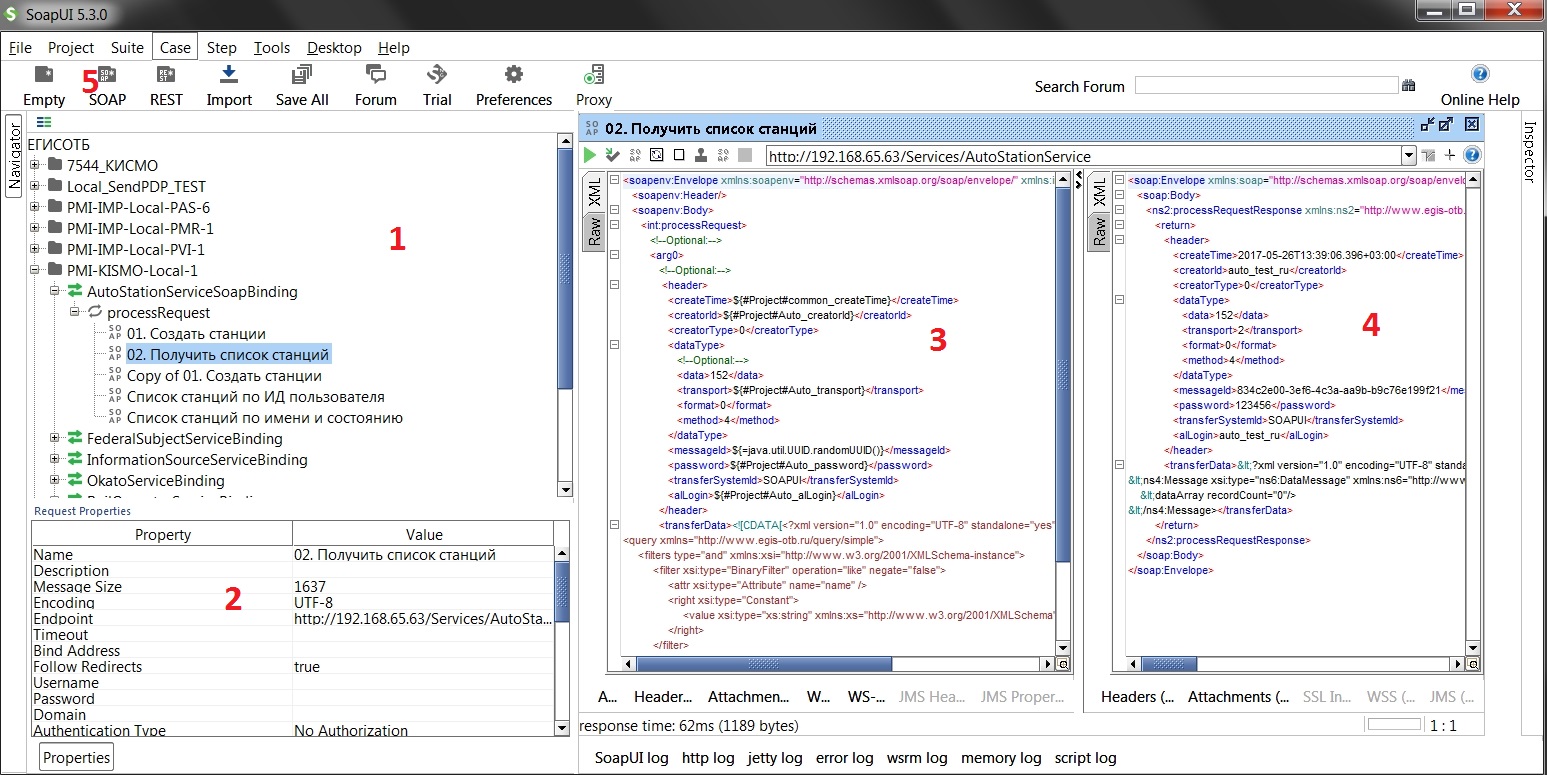 SoapUI 5.3.0
File Project Suite Case Step Tools Desktop Help
5
Empty SOAP REST Import Save All Forum Trial Preferences Proxy
Search Forum
Online Help
Navigator
ЕГИСОТБ
7544_КИСМО
Local_SendPDP_TEST
PMI-IMP-Local-PAS-6
PMI-IMP-Local-PMR-1
PMI-IMP-Local-PVI-1
PMI-KISMO-Local-1
AutoStationServiceSoapBinding
processRequest
01. Создать станции
02. Получить список станций
Copy of 01. Создать станции
Список станций по ИД пользователя
Список станций по имени и состоянию
FederalSubjectServiceBinding
InformationSourceServiceBinding
OkatoServiceBinding
1
Request Properties
Property Value
Name 02. Получить список станций
Description
Message Size 1637
Encoding UTF-8
Endpoint http://192.168.65.63/Services/AutoSta...
Timeout
Bind Address
Follow Redirects true
Username
Password
Domain
Authentication Type No Authorization
2
Properties
02. Получить список станций
http://192.168.65.63/Services/AutoStationService
XML
Raw
<soapenv:Envelope xmlns:soapenv="http://schemas.xmlsoap.org/soap/envelope/" xmlns:i
<soapenv:Header/>
<soapenv:Body>
<int:processRequest>
<!--Optional:-->
<arg0>
<!--Optional:-->
<header>
<createTime>${#Project#common_createTime}</createTime>
<creatorId>${#Project#Auto_creatorId}</creatorId>
<creatorType>0</creatorType>
<dataType>
<!--Optional:-->
<data>152</data>
<transport>${#Project#Auto_transport}</transport>
<format>0</format>
<method>4</method>
</dataType>
<messageId>${=java.util.UUID.randomUUID()}</messageId>
<password>${#Project#Auto_password}</password>
<transferSystemId>SOAPUI</transferSystemId>
<alLogin>${#Project#Auto_alLogin}</alLogin>
</header>
<transferData><![CDATA[<?xml version="1.0" encoding="UTF-8" standalone="yes"
<query xmlns="http://www.egis-otb.ru/query/simple">
<filters type="and" xmlns:xsi="http://www.w3.org/2001/XMLSchema-instance">
<filter xsi:type="BinaryFilter" operation="like" negate="false">
<attr xsi:type="Attribute" name="name" />
<right xsi:type="Constant">
<value xsi:type="xs:string" xmlns:xs="http://www.w3.org/2001/XMLSchema"
</right>
</filter>
3
A... Header... Attachmen... W... WS-... JMS Hea... JMS Proper...
XML
Raw
<soap:Envelope xmlns:soap="http://schemas.xmlsoap.org/soap/envelo
<soap:Body>
<ns2:processRequestResponse xmlns:ns2="http://www.egis-otb.
<return>
<header>
<createTime>2017-05-26T13:39:06.396+03:00</createTime>
<creatorId>auto_test_ru</creatorId>
<creatorType>0</creatorType>
<dataType>
<data>152</data>
<transport>2</transport>
<format>0</format>
<method>4</method>
</dataType>
<messageId>834c2e00-3ef6-4c3a-aa9b-b9c76e199f21</me
<password>123456</password>
<transferSystemId>SOAPUI</transferSystemId>
<alLogin>auto_test_ru</alLogin>
</header>
<transferData>&lt;?xml version="1.0" encoding="UTF-8" standa
&lt;ns4:Message xsi:type="ns6:DataMessage" xmlns:ns6="http://ww
&lt;dataArray recordCount="0"/>
&lt;/ns4:Message></transferData>
</return>
</ns2:processRequestResponse>
</soap:Body>
</soap:Envelope>
4
Headers (... Attachments (... SSL In... WSS (... JMS (...
response time: 62ms (1189 bytes)
1 : 1
SoapUI log http log jetty log error log wsrm log memory log script log
Inspector